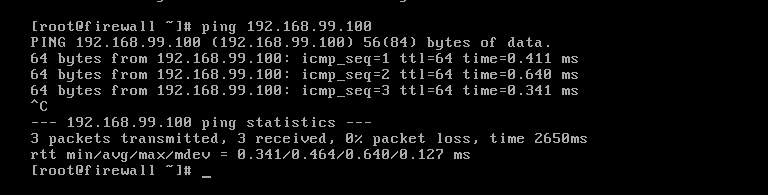 [root@firewall ~]# ping 192.168.99.100
PING 192.168.99.100 (192.168.99.100) 56(84) bytes of data.
64 bytes from 192.168.99.100: icmp_seq=1 ttl=64 time=0.411 ms
64 bytes from 192.168.99.100: icmp_seq=2 ttl=64 time=0.640 ms
64 bytes from 192.168.99.100: icmp_seq=3 ttl=64 time=0.341 ms
^C
--- 192.168.99.100 ping statistics ---
3 packets transmitted, 3 received, 0% packet loss, time 2650ms
rtt min/avg/max/mdev = 0.341/0.464/0.640/0.127 ms
[root@firewall ~]# _